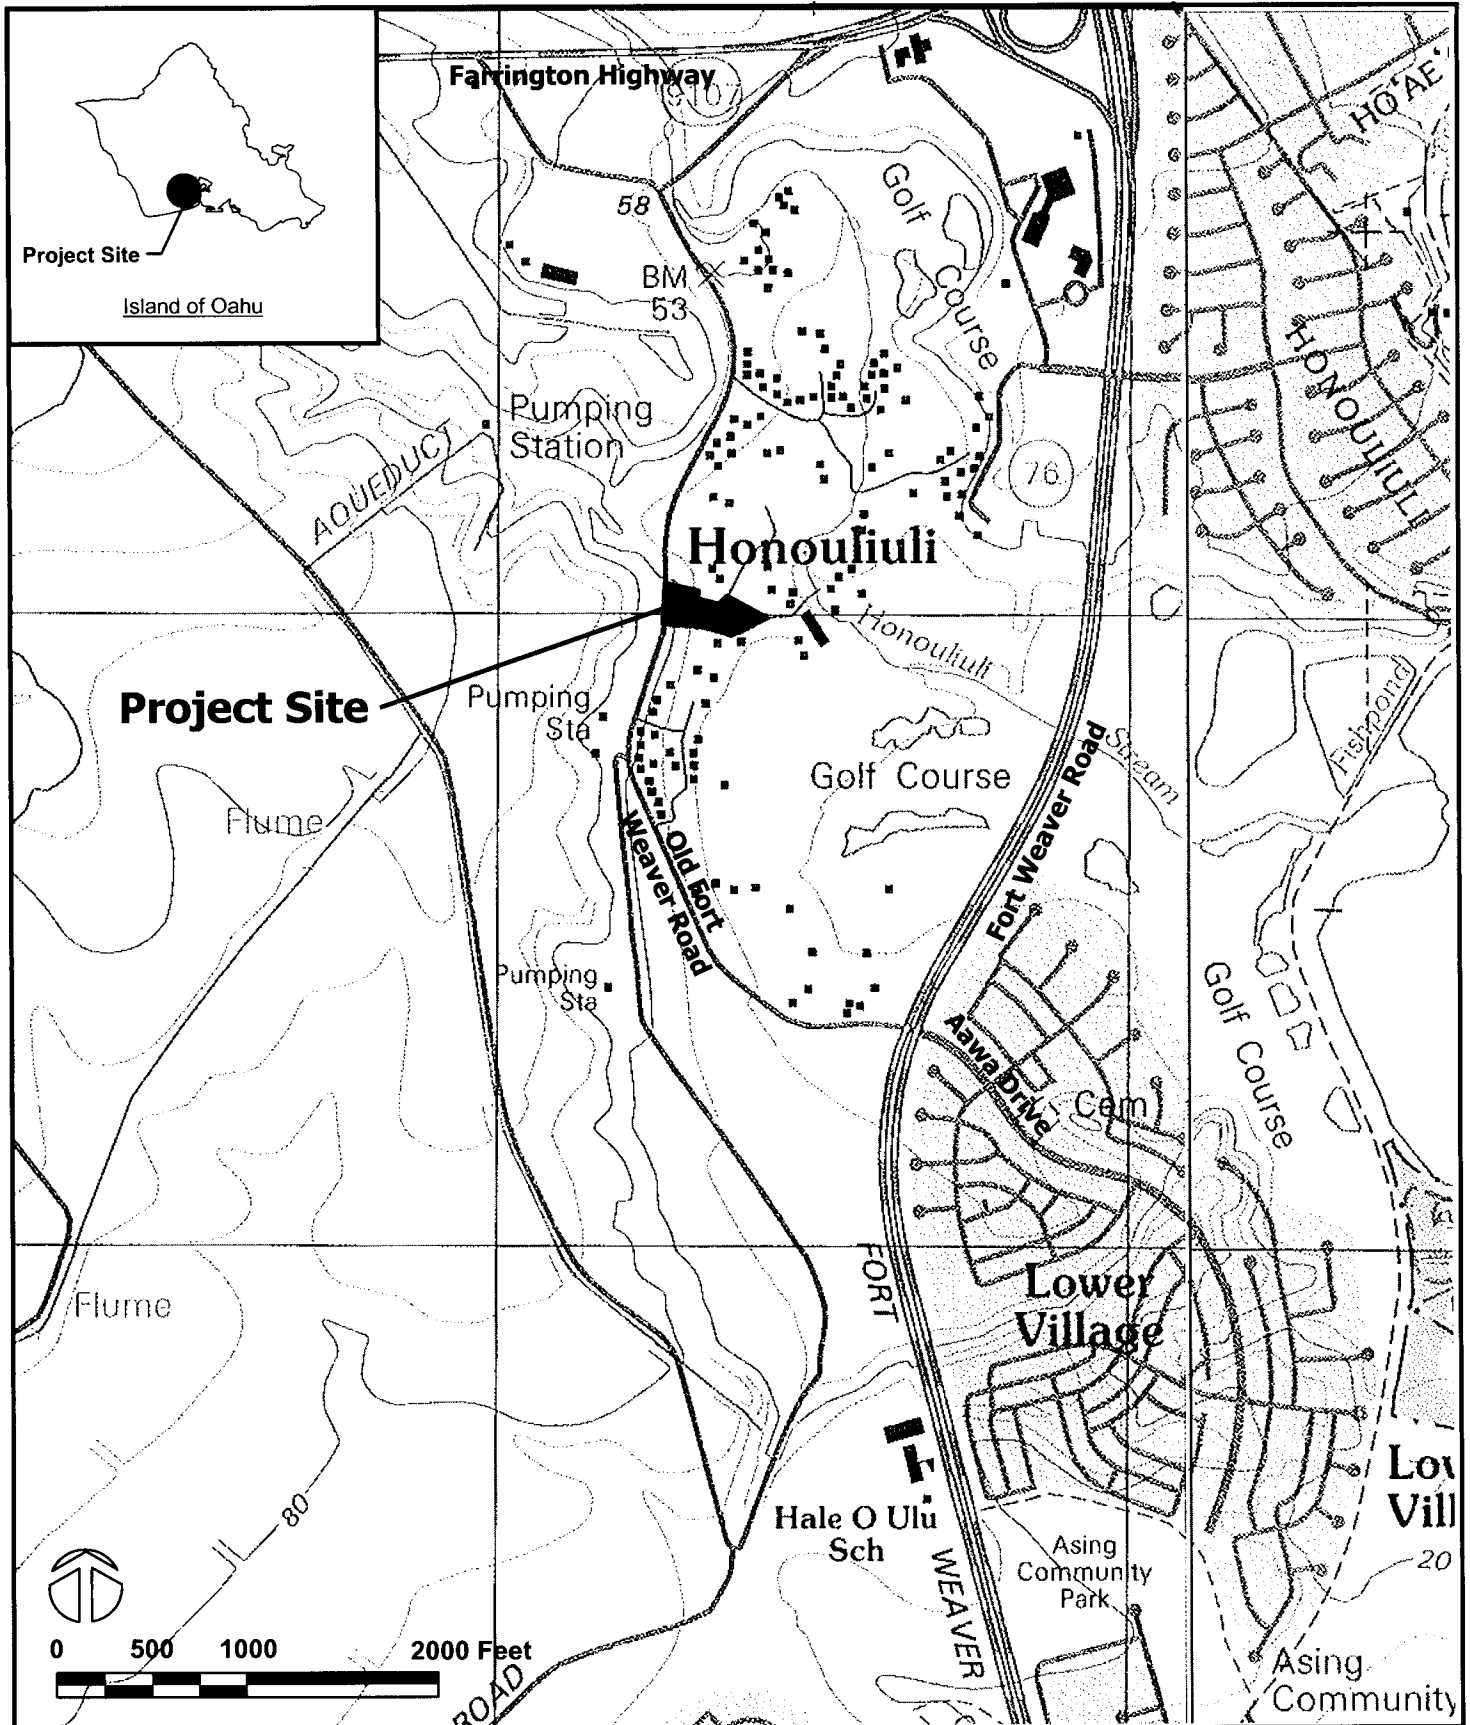 Farrington Highway
107
HO'AE'
Golf
Course
58
BM
53
Project Site
Island of Oahu
HONOULIULI
Pumping
Station
AQUEDUCT
76
Honouliuli
Honouliuli
Stream
Project Site
Pumping
Sta
Fishpond
Golf Course
Fort Weaver Road
Flume
Old Fort
Weaver Road
Pumping
Sta
Golf Course
Aawa Drive
Cem
FORT
Lower
Village
Flume
Low
Vill
80
Hale O Ulu
Sch
WEAVER
Asing
Community
Park
20
0 500 1000 2000 Feet
ROAD
Asing
Community